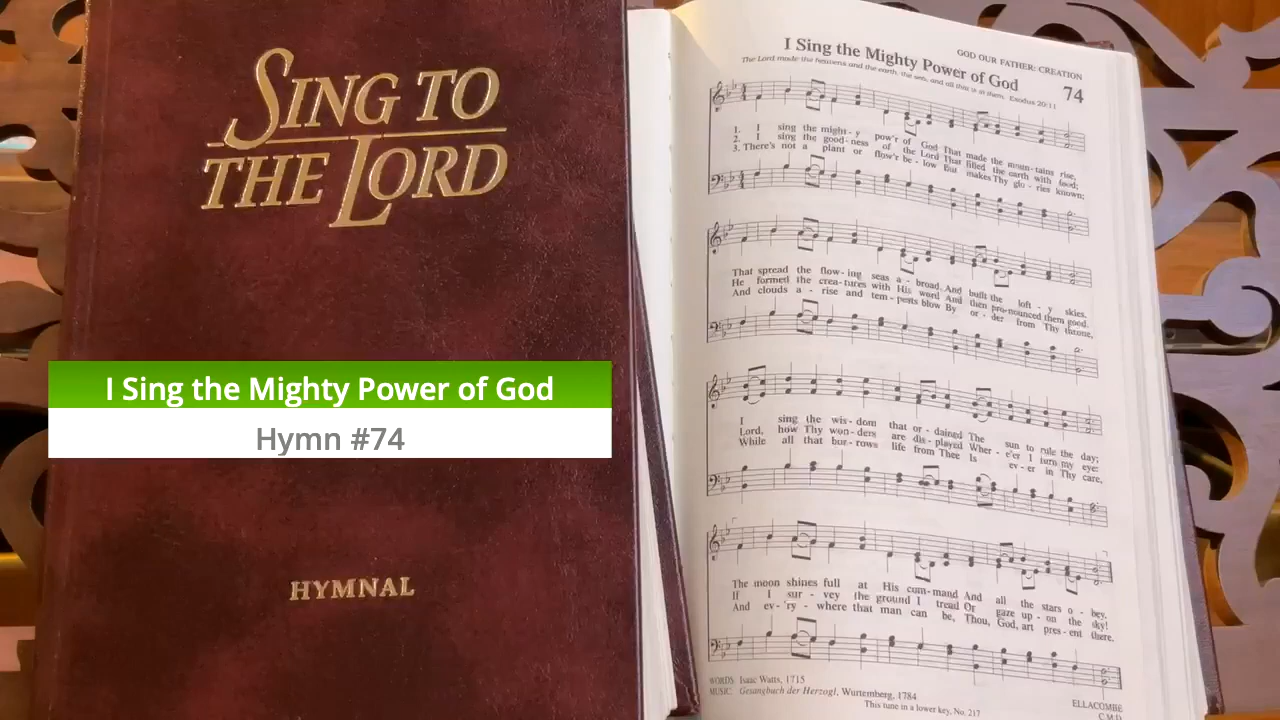 SING TO
THE LORD
HYMNAL
I Sing the Mighty Power of God
Hymn #74
GOD OUR FATHER: CREATION
I Sing the Mighty Power of God
74
The Lord made the heavens and the earth, the sea, and all that is in them. Exodus 20:11
1. I sing the might - y pow'r of God That made the moun - tains rise,
2. I sing the good - ness of the Lord That filled the earth with food;
3. There's not a plant or flow'r be - low But makes Thy glo - ries known;
That spread the flow - ing seas a - broad, And built the loft - y skies.
He formed the crea - tures with His word And then pro - nounced them good.
And clouds a - rise and tem - pests blow By or - der from Thy throne,
I sing the wis - dom that or - dained The sun to rule the day;
Lord, how Thy won - ders are dis - played Wher - e'er I turn my eye:
While all that bor - rows life from Thee Is ev - er in Thy care,
The moon shines full at His com - mand And all the stars o - bey.
If I sur - vey the ground I tread Or gaze up - on the sky!
And ev - 'ry - where that man can be, Thou, God, art pres - ent there.
WORDS: Isaac Watts, 1715
MUSIC: Gesangbuch der Herzogl, Wurtemberg, 1784
ELLACOMBE
C.M.D.
This tune in a lower key, No. 217